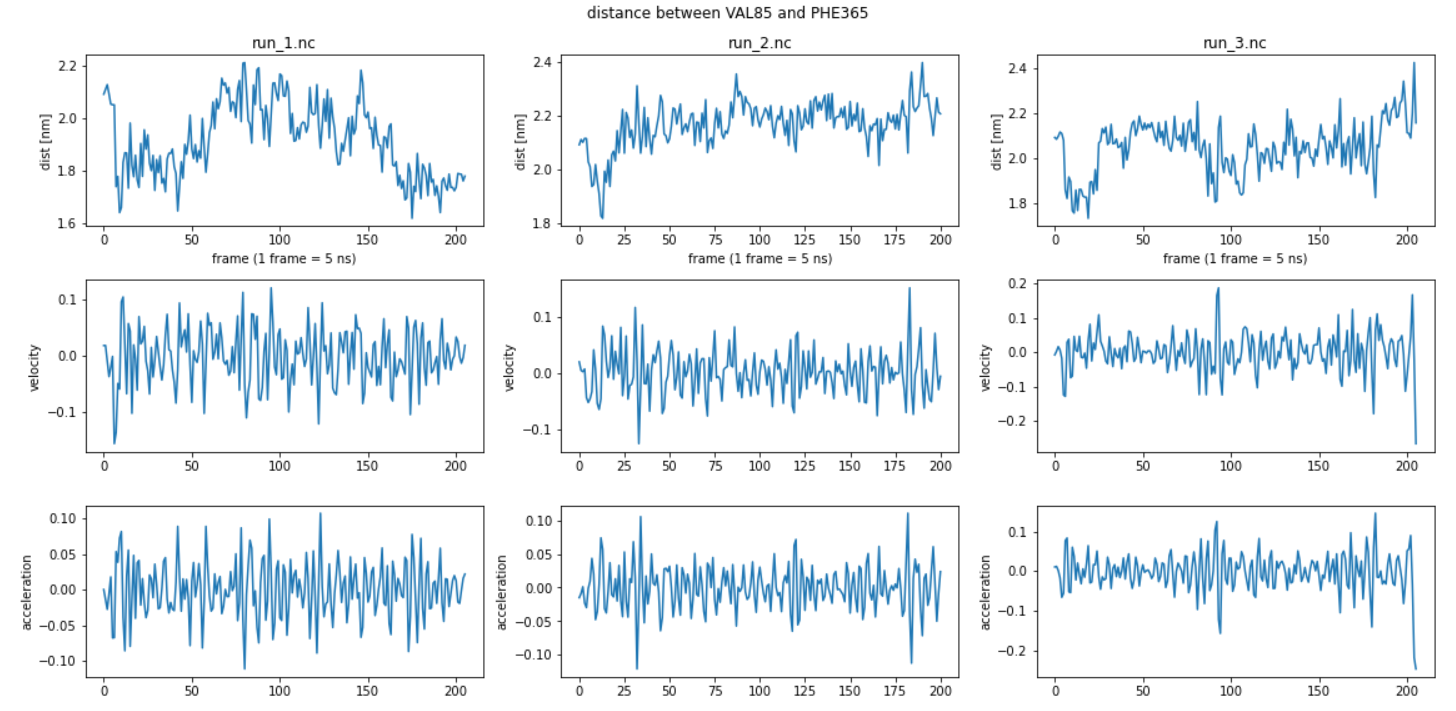 distance between VAL85 and PHE365
run_1.nc
run_2.nc
run_3.nc
dist [nm]
2.2
2.0
1.8
1.6
0 50 100 150 200
frame (1 frame = 5 ns)
dist [nm]
2.4
2.2
2.0
1.8
0 25 50 75 100 125 150 175 200
frame (1 frame = 5 ns)
dist [nm]
2.4
2.2
2.0
1.8
0 50 100 150 200
frame (1 frame = 5 ns)
velocity
0.1
0.0
−0.1
0 50 100 150 200
velocity
0.1
0.0
−0.1
0 25 50 75 100 125 150 175 200
velocity
0.2
0.1
0.0
−0.1
−0.2
0 50 100 150 200
acceleration
0.10
0.05
0.00
−0.05
−0.10
0 50 100 150 200
acceleration
0.10
0.05
0.00
−0.05
−0.10
0 25 50 75 100 125 150 175 200
acceleration
0.1
0.0
−0.1
−0.2
0 50 100 150 200